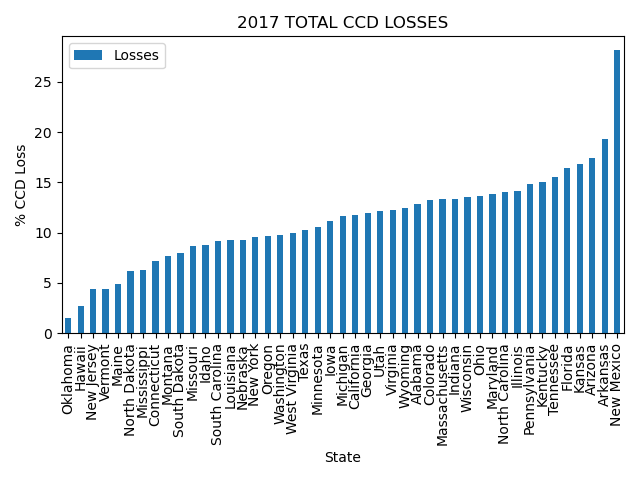 2017 TOTAL CCD LOSSES
Losses
% CCD Loss
25
20
15
10
5
0
Oklahoma
Hawaii
New Jersey
Vermont
Maine
North Dakota
Mississippi
Connecticut
Montana
South Dakota
Missouri
Idaho
South Carolina
Louisiana
Nebraska
New York
Oregon
Washington
West Virginia
Texas
Minnesota
Iowa
Michigan
California
Georgia
Utah
Virginia
Wyoming
Alabama
Colorado
Massachusetts
Indiana
Wisconsin
Ohio
Maryland
North Carolina
Illinois
Pennsylvania
Kentucky
Tennessee
Florida
Kansas
Arizona
Arkansas
New Mexico
State